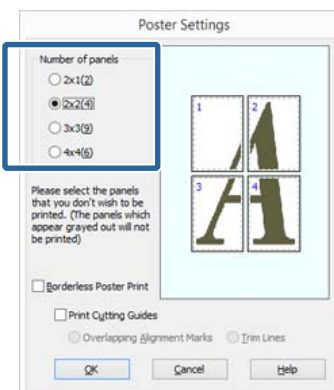 Poster Settings
Number of panels
2x1(2)
2x2(4)
3x3(9)
4x4(6)
Please select the panels
that you don't wish to be
printed. (The panels which
appear grayed out will not
be printed)
1 2
3 4
Borderless Poster Print
Print Cutting Guides
Overlapping Alignment Marks Trim Lines
OK Cancel Help